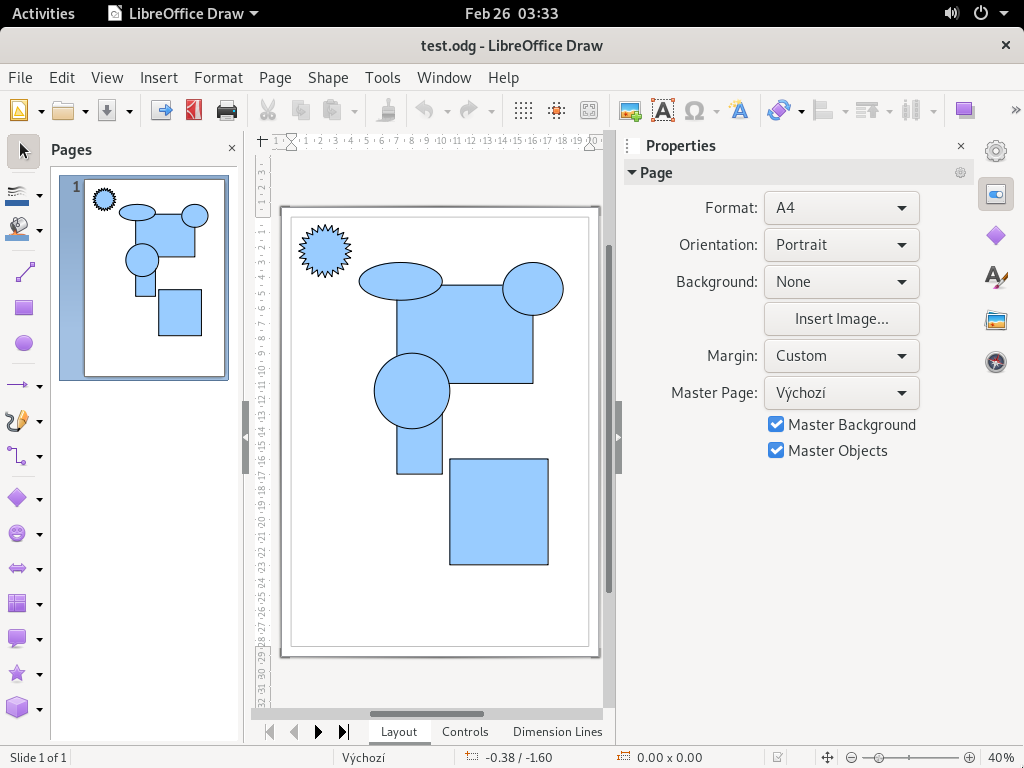 Activities
LibreOffice Draw
Feb 26 03:33
test.odg - LibreOffice Draw
File Edit View Insert Format Page Shape Tools Window Help
Pages
1
Properties
Page
Format: A4
Orientation: Portrait
Background: None
Insert Image...
Margin: Custom
Master Page: Výchozí
Master Background
Master Objects
Layout Controls Dimension Lines
Slide 1 of 1
Výchozí
-0.38 / -1.60
0.00 x 0.00
40%